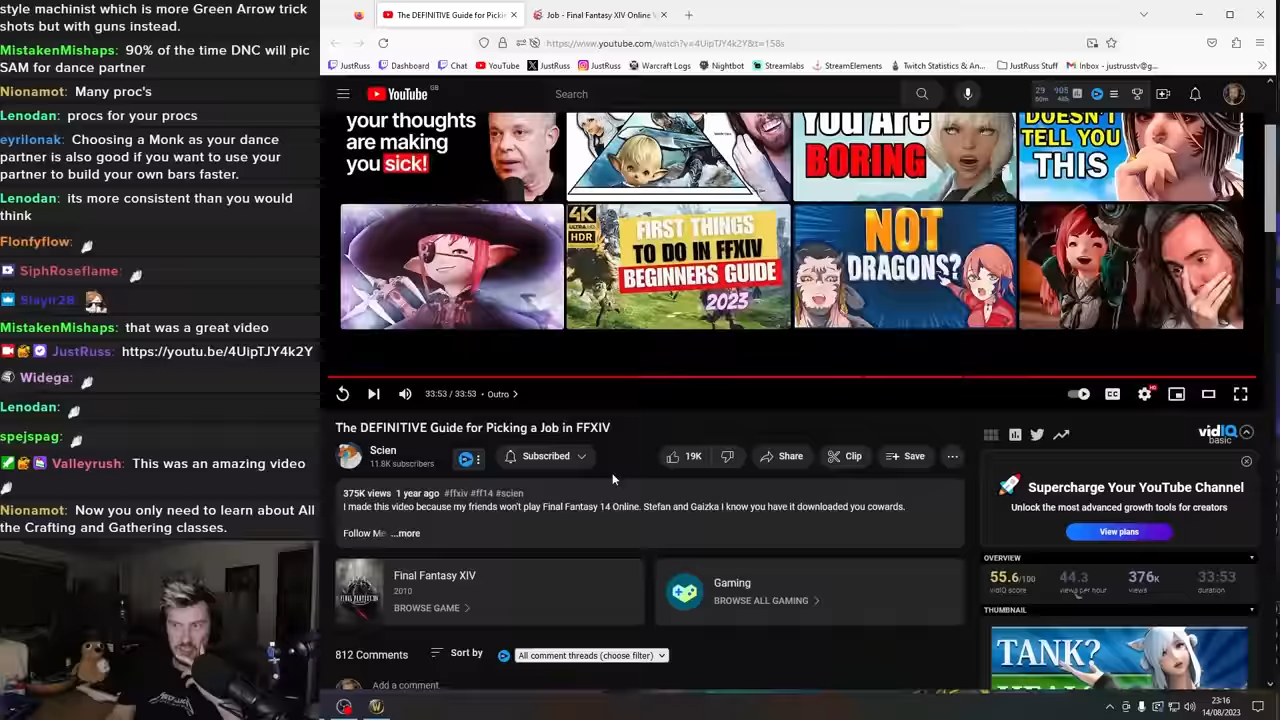 style machinist which is more Green Arrow trick
shots but with guns instead.
MistakenMishaps: 90% of the time DNC will pic
SAM for dance partner
Nionamot: Many proc's
Lenodan: procs for your procs
eyrilonak: Choosing a Monk as your dance
partner is also good if you want to use your
partner to build your own bars faster.
Lenodan: its more consistent than you would
think
Flonfyflow:
SiphRoseflame:
Slayir28
MistakenMishaps: that was a great video
JustRuss: https://youtu.be/4UipTJY4k2Y
Widega:
Lenodan:
spejspag:
Valleyrush: This was an amazing video
Nionamot: Now you only need to learn about All
the Crafting and Gathering classes.
The DEFINITIVE Guide for Pickin
Job - Final Fantasy XIV Online
https://www.youtube.com/watch?v=4UipTJY4k2Y&t=158s
JustRuss
Dashboard
Chat
YouTube
JustRuss
JustRuss
Warcraft Logs
Nightbot
Streamlabs
StreamElements
Twitch Statistics & An...
JustRuss Stuff
Inbox - justrusstv@g...
YouTube
GB
Search
your thoughts
are making
you sick!
YOU ARE
BORING
DOESN'T
TELL YOU
THIS
4K
ULTRA HD
HDR
FIRST THINGS
TO DO IN FFXIV
BEGINNERS GUIDE
2023
NOT
DRAGONS?
33:53 / 33:53 • Outro
The DEFINITIVE Guide for Picking a Job in FFXIV
Scien
11.8K subscribers
Subscribed
19K
Share
Clip
Save
375K views 1 year ago #ffxiv #ff14 #scien
I made this video because my friends won't play Final Fantasy 14 Online. Stefan and Gaizka I know you have it downloaded you cowards.
Follow Me ...more
Final Fantasy XIV
2010
BROWSE GAME
Gaming
BROWSE ALL GAMING
812 Comments
Sort by
All comment threads (choose filter)
Add a comment.
vidIQ
basic
Supercharge Your YouTube Channel
Unlock the most advanced growth tools for creators
View plans
OVERVIEW
55.6/100
vidIQ score
44.3
views per hour
376K
views
33:53
duration
THUMBNAIL
TANK?
23:16
14/08/2023